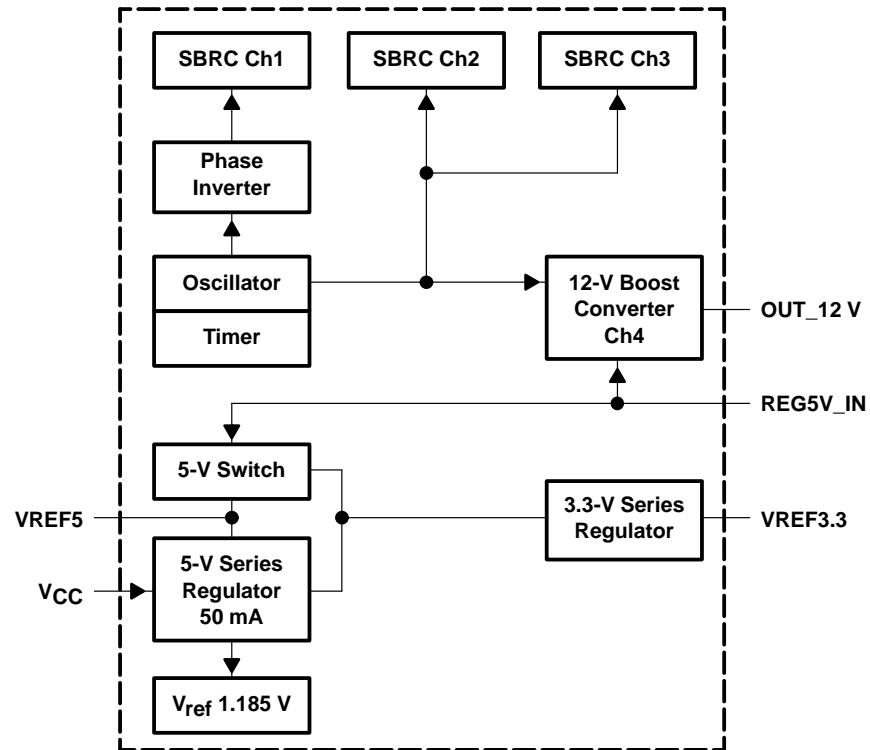 SBRC Ch1
SBRC Ch2
SBRC Ch3
Phase
Inverter
Oscillator
Timer
12-V Boost
Converter
Ch4
OUT_12 V
REG5V_IN
5-V Switch
VREF5
3.3-V Series
Regulator
VREF3.3
5-V Series
Regulator
50 mA
VCC
Vref 1.185 V